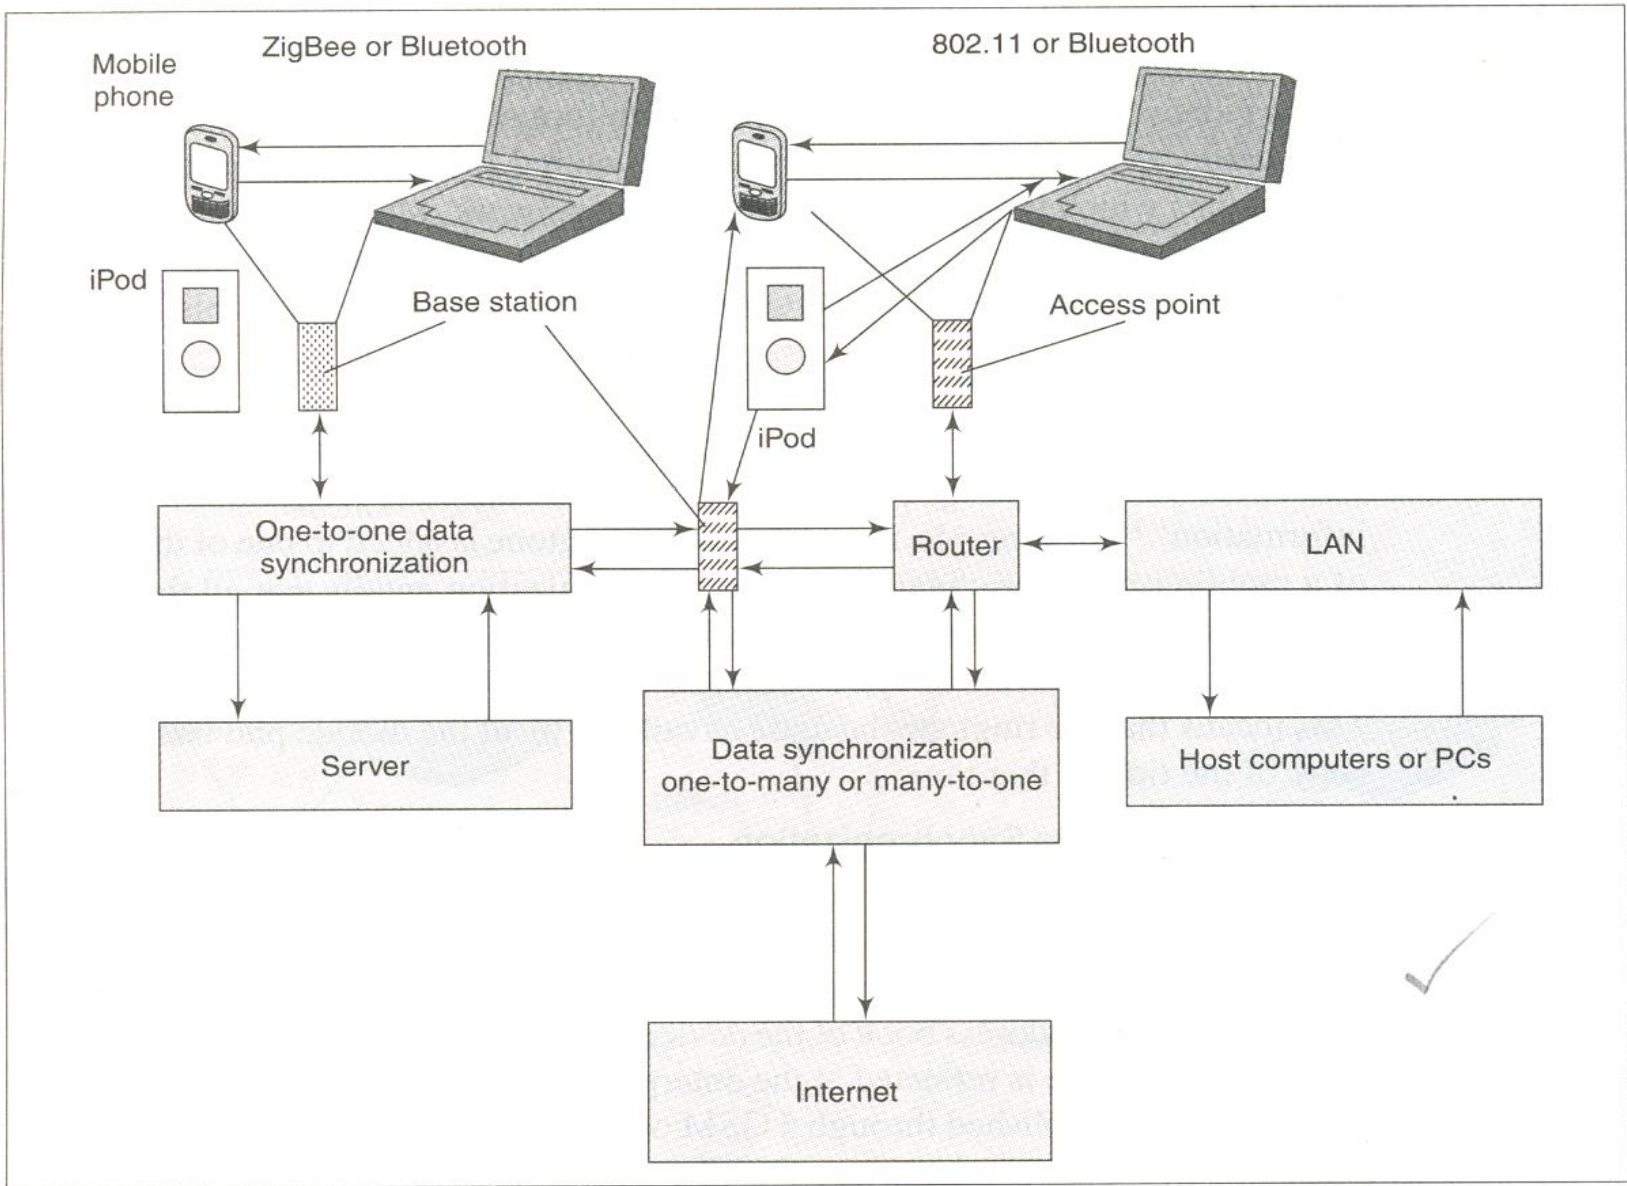 ZigBee or Bluetooth
802.11 or Bluetooth
Mobile
phone
iPod
Base station
Access point
iPod
One-to-one data
synchronization
Router
LAN
Server
Data synchronization
one-to-many or many-to-one
Host computers or PCs
Internet